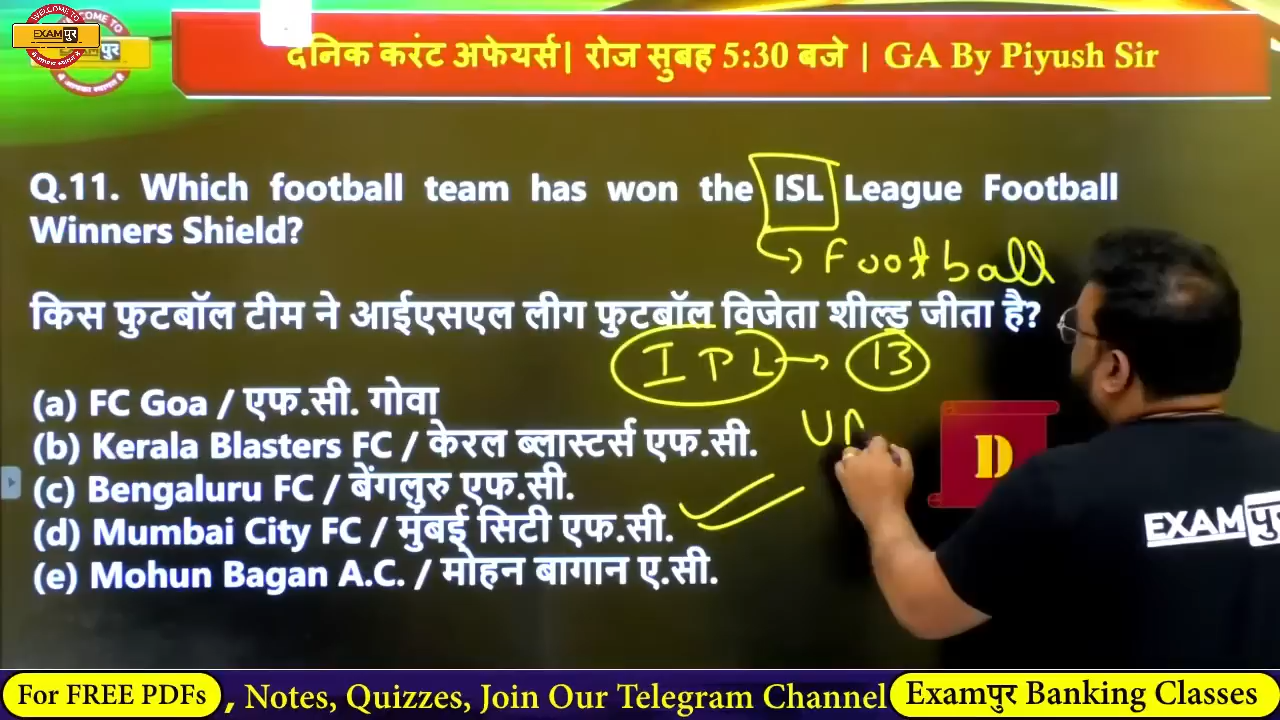 WELCOME TO
EXAMपुर
दैनिक करंट अफेयर्स| रोज सुबह 5:30 बजे | GA By Piyush Sir
Q.11. Which football team has won the ISL League Football
Winners Shield?
Football
किस फुटबॉल टीम ने आईएसएल लीग फुटबॉल विजेता शील्ड जीता है?
IPL → 13
(a) FC Goa / एफ.सी. गोवा
(b) Kerala Blasters FC / केरल ब्लास्टर्स एफ.सी.
(c) Bengaluru FC / बेंगलुरु एफ.सी.
(d) Mumbai City FC / मुंबई सिटी एफ.सी.
(e) Mohun Bagan A.C. / मोहन बागान ए.सी.
D
EXAMपुर
For FREE PDFs , Notes, Quizzes, Join Our Telegram Channel Examपुर Banking Classes